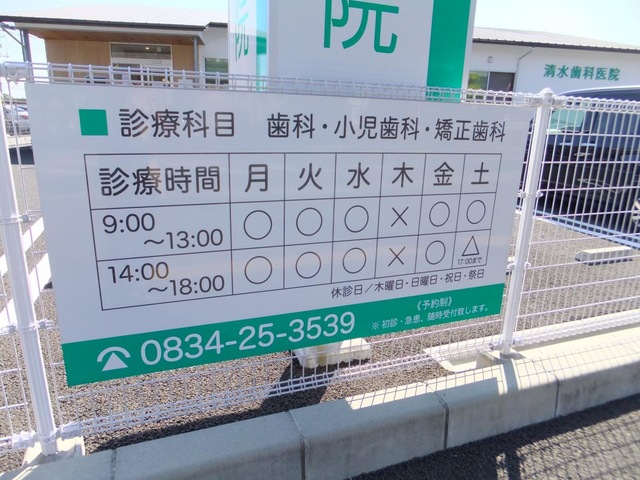 院
清水歯科医院
■ 診療科目 歯科・小児歯科・矯正歯科
診療時間 月 火 水 木 金 土
9:00～13:00 ○ ○ ○ × ○ ○
14:00～18:00 ○ ○ ○ × ○ △ 17:00まで
休診日／木曜日・日曜日・祝日・祭日
《予約制》
0834-25-3539 ※初診・急患、随時受付致します。